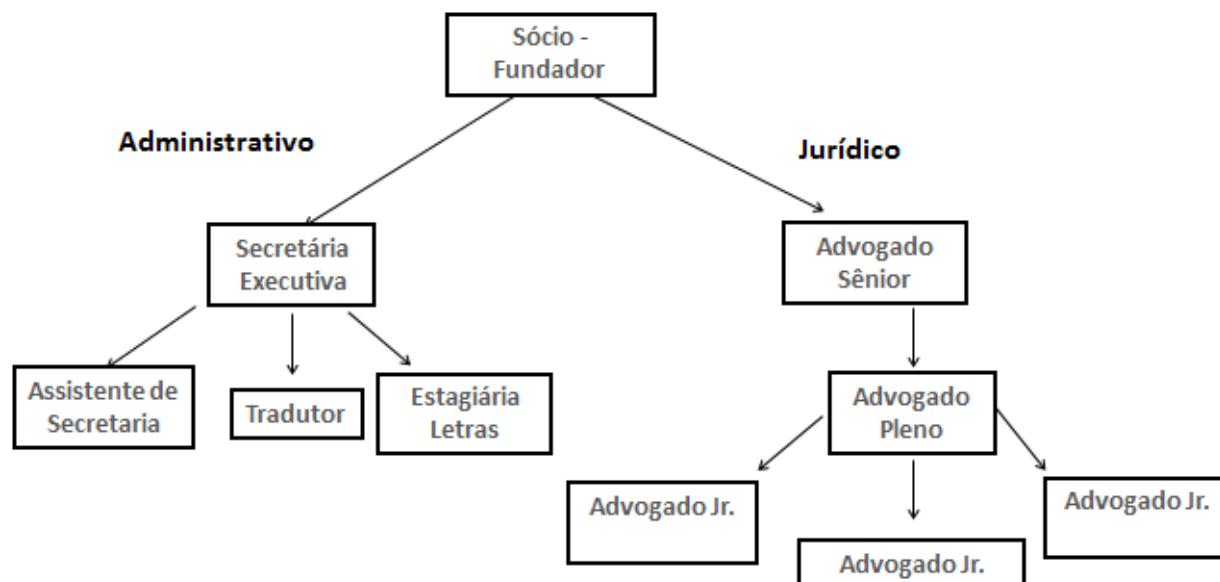 Sócio -
Fundador
Administrativo
Jurídico
Secretária
Executiva
Advogado
Sênior
Assistente de
Secretaria
Tradutor
Estagiária
Letras
Advogado
Pleno
Advogado Jr.
Advogado Jr.
Advogado Jr.